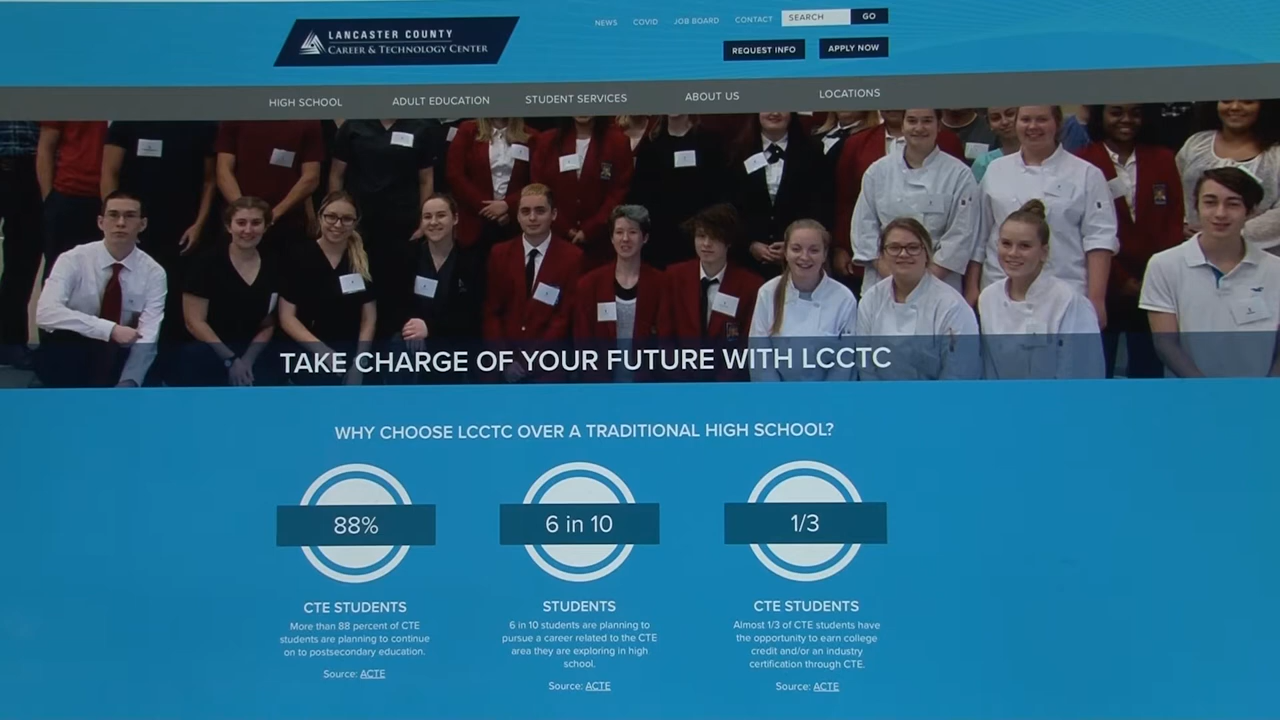 NEWS COVID JOB BOARD CONTACT SEARCH GO
LANCASTER COUNTY
CAREER & TECHNOLOGY CENTER
REQUEST INFO APPLY NOW
HIGH SCHOOL ADULT EDUCATION STUDENT SERVICES ABOUT US LOCATIONS
TAKE CHARGE OF YOUR FUTURE WITH LCCTC
WHY CHOOSE LCCTC OVER A TRADITIONAL HIGH SCHOOL?
88%
CTE STUDENTS
More than 88 percent of CTE
students are planning to continue
on to postsecondary education.
Source: ACTE
6 in 10
STUDENTS
6 in 10 students are planning to
pursue a career related to the CTE
area they are exploring in high
school.
Source: ACTE
1/3
CTE STUDENTS
Almost 1/3 of CTE students have
the opportunity to earn college
credit and/or an industry
certification through CTE.
Source: ACTE